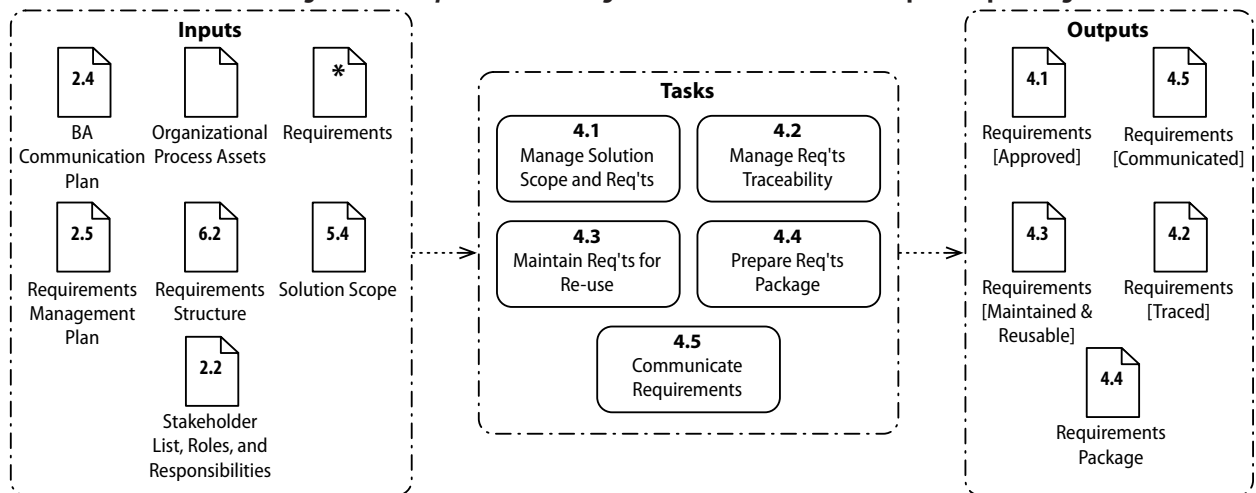 Inputs
2.4
*
BA
Communication
Plan
Organizational
Process Assets
Requirements
2.5
6.2
5.4
Requirements
Management
Plan
Requirements
Structure
Solution Scope
2.2
Stakeholder
List, Roles, and
Responsibilities
Tasks
4.1
Manage Solution
Scope and Req'ts
4.2
Manage Req'ts
Traceability
4.3
Maintain Req'ts for
Re-use
4.4
Prepare Req'ts
Package
4.5
Communicate
Requirements
Outputs
4.1
Requirements
[Approved]
4.5
Requirements
[Communicated]
4.3
Requirements
[Maintained &
Reusable]
4.2
Requirements
[Traced]
4.4
Requirements
Package